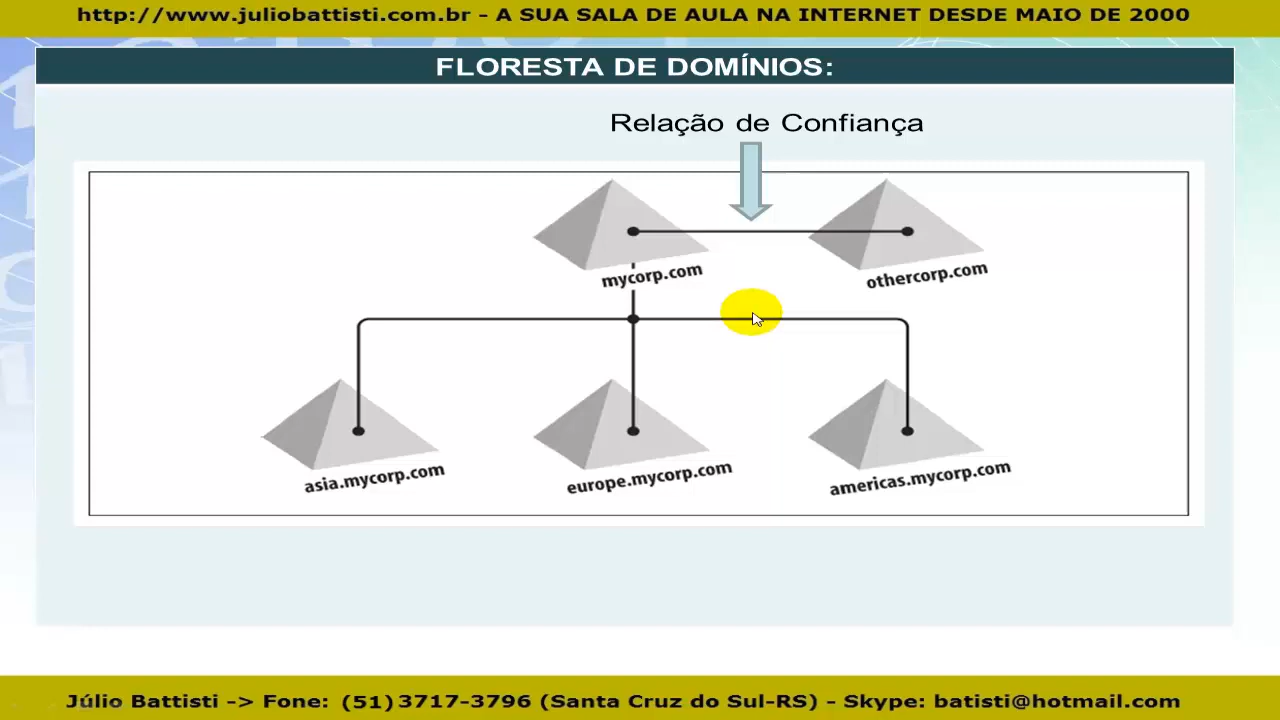 http://www.juliobattisti.com.br - A SUA SALA DE AULA NA INTERNET DESDE MAIO DE 2000
FLORESTA DE DOMÍNIOS:
Relação de Confiança
mycorp.com
othercorp.com
asia.mycorp.com
europe.mycorp.com
americas.mycorp.com
Júlio Battisti -> Fone: (51) 3717-3796 (Santa Cruz do Sul-RS) - Skype: batisti@hotmail.com